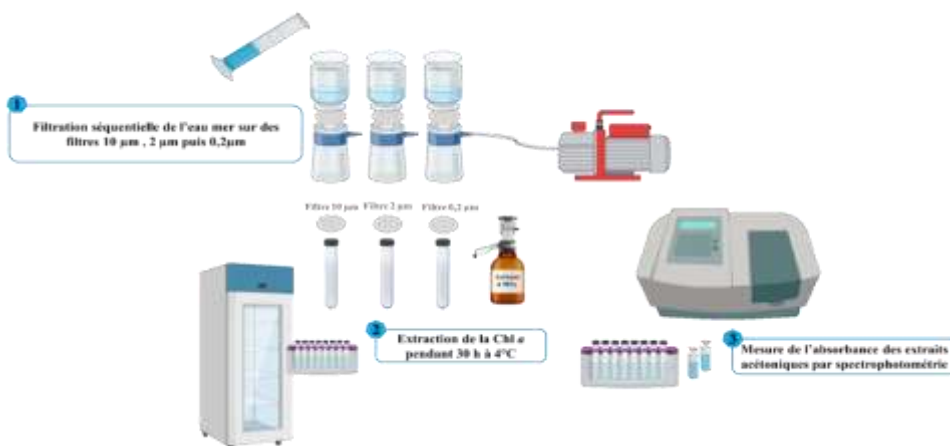 1
Filtration séquentielle de l'eau mer sur des
filtres 10 µm , 2 µm puis 0,2µm
Filtre 10 µm Filtre 2 µm Filtre 0,2 µm
2
Extraction de la Chl a
pendant 30 h à 4°C
3
Mesure de l'absorbance des extraits
acétoniques par spectrophotométrie